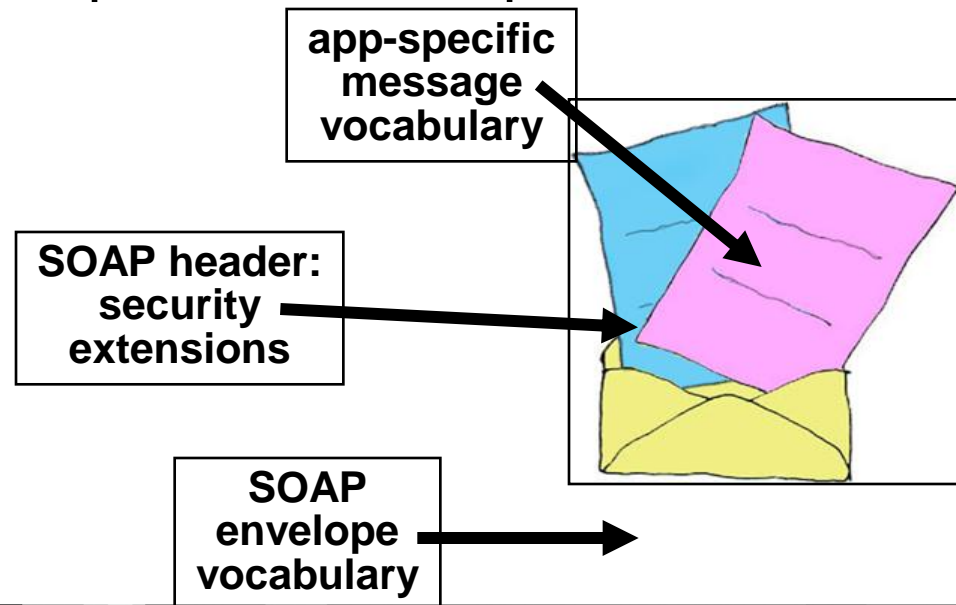 app-specific
message
vocabulary
SOAP header:
security
extensions
SOAP
envelope
vocabulary